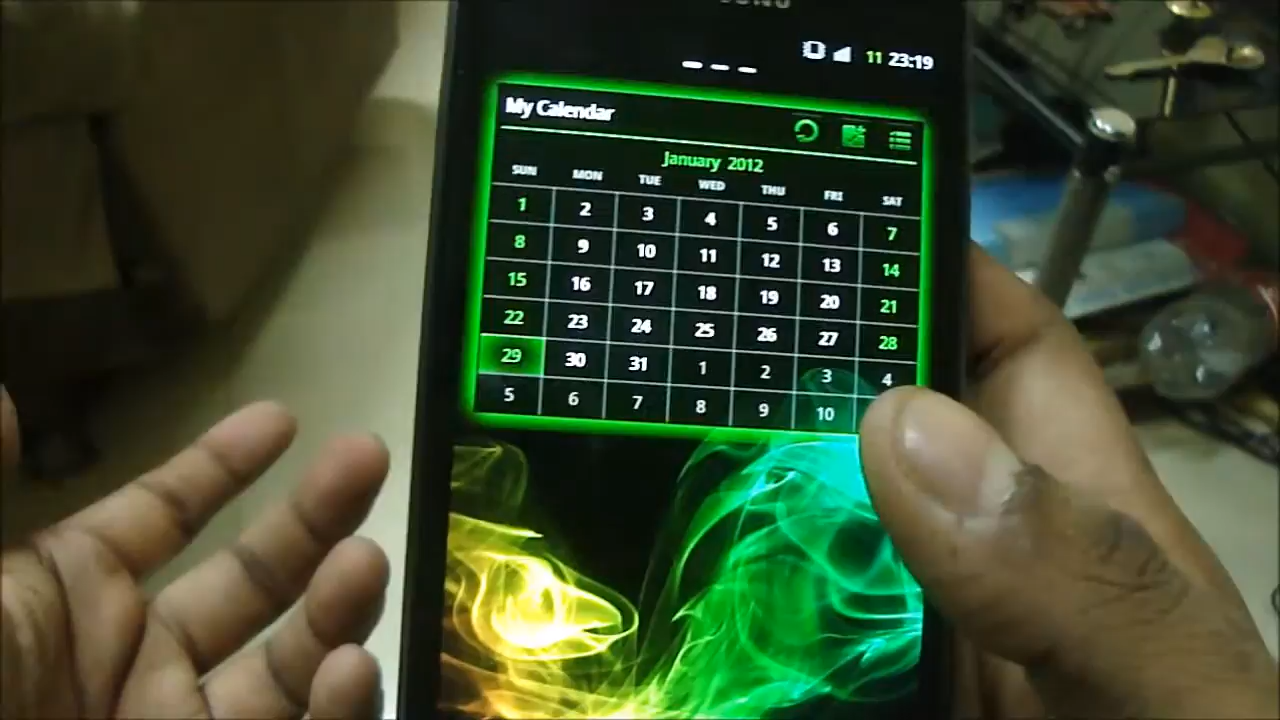 11 23:19
My Calendar
January 2012
SUN MON TUE WED THU FRI SAT
1 2 3 4 5 6 7
8 9 10 11 12 13 14
15 16 17 18 19 20 21
22 23 24 25 26 27 28
29 30 31 1 2 3 4
5 6 7 8 9 10